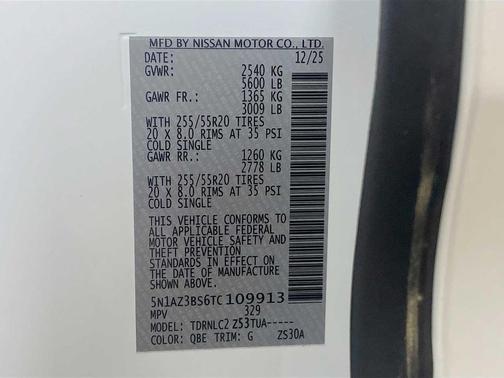 MFD BY NISSAN MOTOR CO., LTD.
DATE: 12/25
GVWR: 2540 KG
5600 LB
GAWR FR.: 1365 KG
3009 LB
WITH 255/55R20 TIRES
20 X 8.0 RIMS AT 35 PSI
COLD SINGLE
GAWR RR.: 1260 KG
2778 LB
WITH 255/55R20 TIRES
20 X 8.0 RIMS AT 35 PSI
COLD SINGLE
THIS VEHICLE CONFORMS TO
ALL APPLICABLE FEDERAL
MOTOR VEHICLE SAFETY AND
THEFT PREVENTION
STANDARDS IN EFFECT ON
THE DATE OF MANUFACTURE
SHOWN ABOVE.
5N1AZ3BS6TC109913
MPV 329
MODEL: TDRNLC2 Z53TUA-----
COLOR: QBE TRIM: G ZS30A